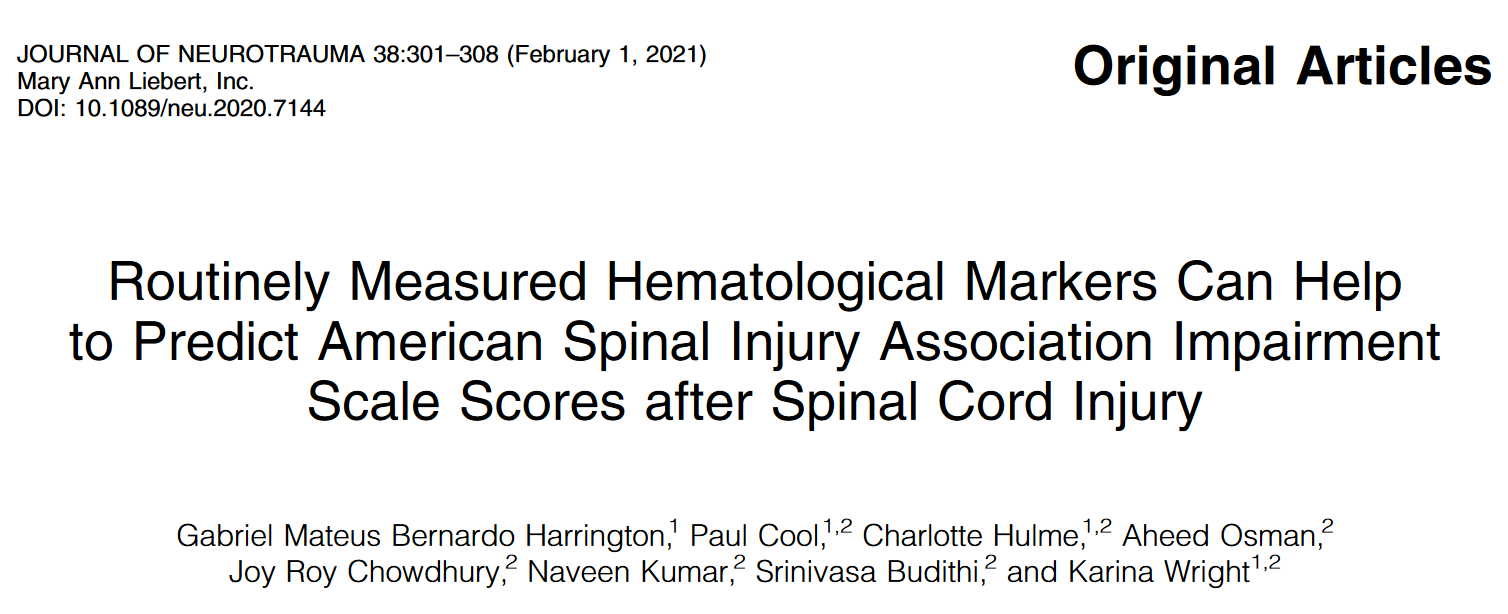 JOURNAL OF NEUROTRAUMA 38:301–308 (February 1, 2021)
Mary Ann Liebert, Inc.
DOI: 10.1089/neu.2020.7144
Original Articles
Routinely Measured Hematological Markers Can Help
to Predict American Spinal Injury Association Impairment
Scale Scores after Spinal Cord Injury
Gabriel Mateus Bernardo Harrington,1 Paul Cool,1,2 Charlotte Hulme,1,2 Aheed Osman,2
Joy Roy Chowdhury,2 Naveen Kumar,2 Srinivasa Budithi,2 and Karina Wright1,2